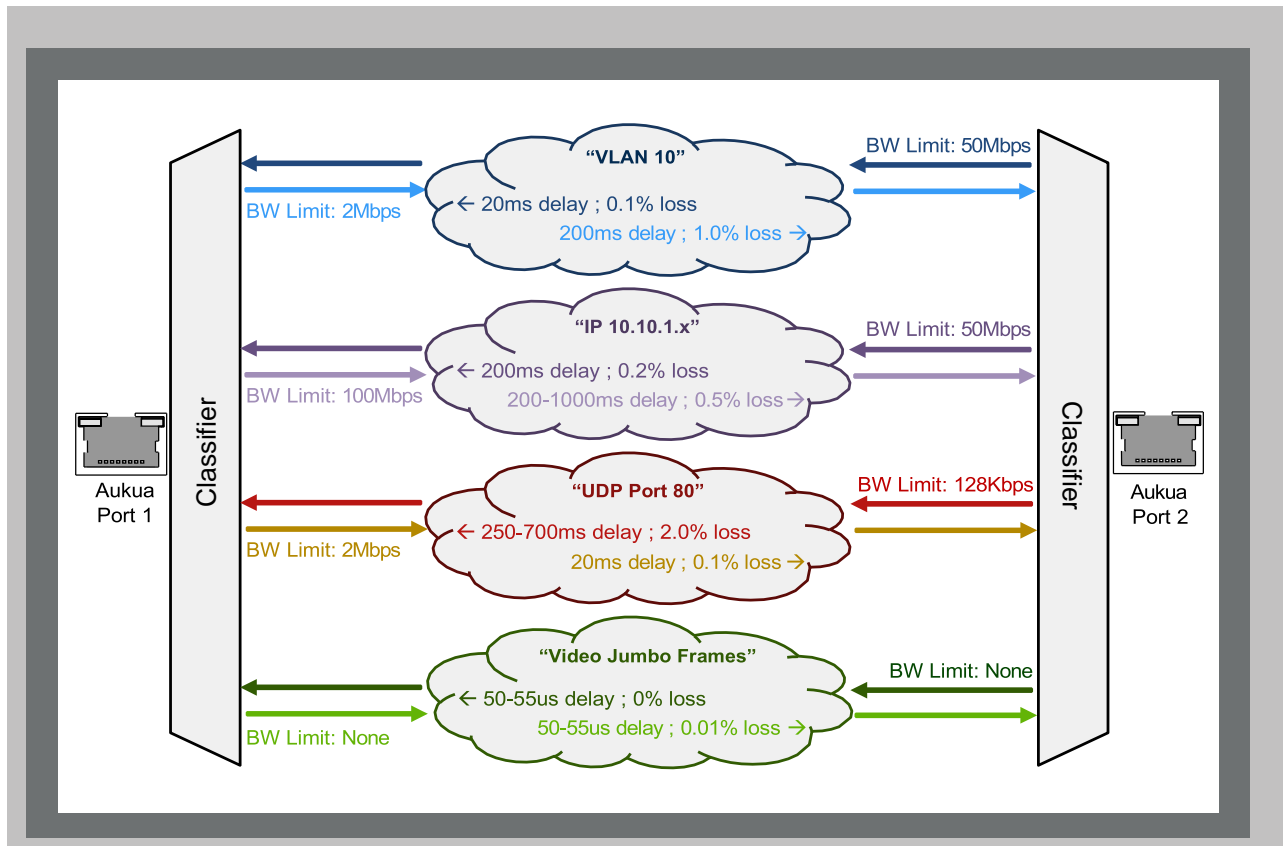 “VLAN 10”
BW Limit: 50Mbps
← 20ms delay ; 0.1% loss
BW Limit: 2Mbps
200ms delay ; 1.0% loss →
“IP 10.10.1.x”
BW Limit: 50Mbps
← 200ms delay ; 0.2% loss
BW Limit: 100Mbps
200-1000ms delay ; 0.5% loss →
Classifier
Classifier
Aukua
Port 1
Aukua
Port 2
“UDP Port 80”
BW Limit: 128Kbps
← 250-700ms delay ; 2.0% loss
BW Limit: 2Mbps
20ms delay ; 0.1% loss →
“Video Jumbo Frames”
BW Limit: None
← 50-55us delay ; 0% loss
50-55us delay ; 0.01% loss →
BW Limit: None